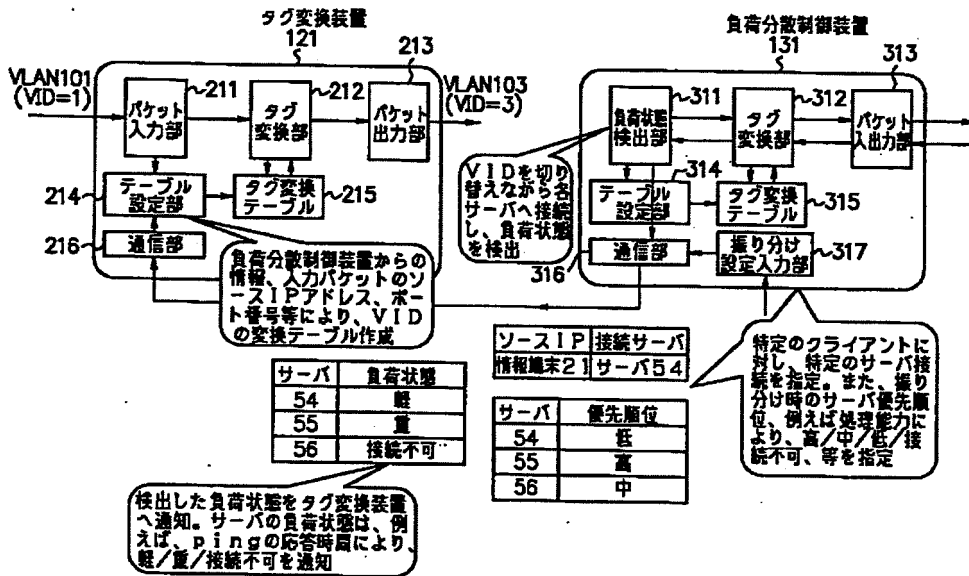 タグ変換装置
121
213
VLAN101
(VID=1)
211
212
VLAN103
(VID=3)
パケット
入力部
タグ
変換部
パケット
出力部
214
テーブル
設定部
タグ変換
テーブル
215
216
通信部
負荷分散制御装置からの
情報、入力パケットのソ
ースIPアドレス、ポー
ト番号等により、VID
の変換テーブル作成
負荷分散制御装置
131
313
311
312
負荷状態
検出部
タグ
変換部
パケット
入出力部
VIDを切り
替えながら各
サーバへ接続
し、負荷状態
を検出
314
テーブル
設定部
タグ変換
テーブル
315
316
通信部
振り分け
設定入力部
317
ソースIP 接続サーバ
情報端末21 サーバ54
特定のクライアントに
対し、特定のサーバ接
続を指定。また、振り
分け時のサーバ優先順
位、例えば処理能力に
より、高/中/低/接
続不可、等を指定
サーバ 負荷状態
54 軽
55 重
56 接続不可
サーバ 優先順位
54 低
55 高
56 中
検出した負荷状態をタグ変換装置
へ通知。サーバの負荷状態は、例
えば、pingの応答時間により、
軽/重/接続不可を通知